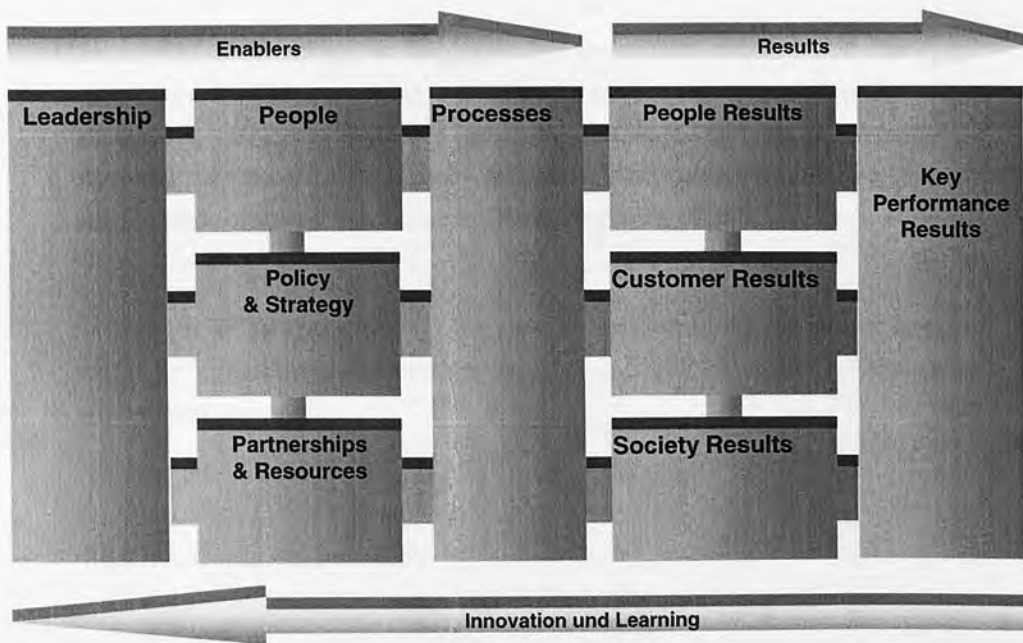 Enablers
Results
Leadership
People
Processes
People Results
Key
Performance
Results
Policy
& Strategy
Customer Results
Partnerships
& Resources
Society Results
Innovation und Learning